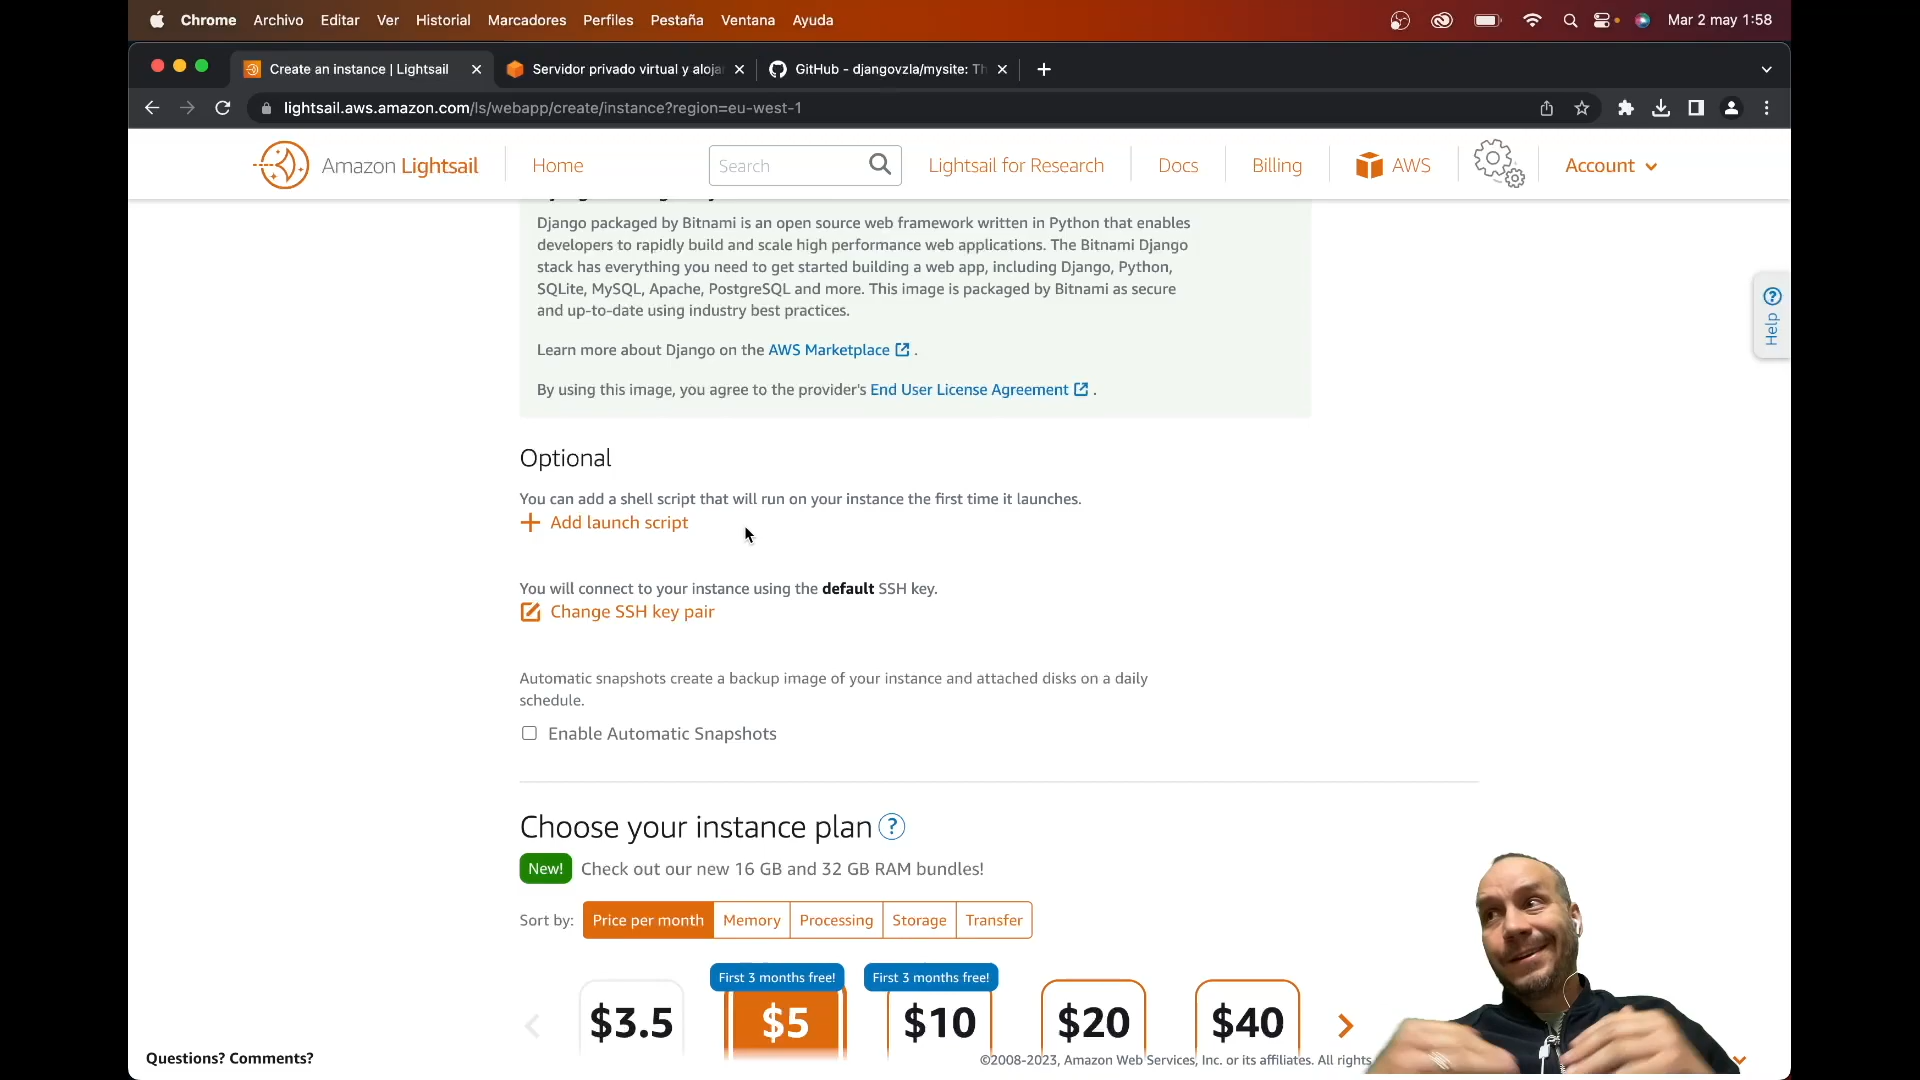 Chrome Archivo Editar Ver Historial Marcadores Perfiles Pestaña Ventana Ayuda Mar 2 may 1:58
Create an instance | Lightsail Servidor privado virtual y aloja GitHub - djangovzla/mysite: Th
lightsail.aws.amazon.com/ls/webapp/create/instance?region=eu-west-1
Amazon Lightsail Home Search Lightsail for Research Docs Billing AWS Account
Django packaged by Bitnami is an open source web framework written in Python that enables
developers to rapidly build and scale high performance web applications. The Bitnami Django
stack has everything you need to get started building a web app, including Django, Python,
SQLite, MySQL, Apache, PostgreSQL and more. This image is packaged by Bitnami as secure
and up-to-date using industry best practices.
Help
Learn more about Django on the AWS Marketplace .
By using this image, you agree to the provider's End User License Agreement .
Optional
You can add a shell script that will run on your instance the first time it launches.
Add launch script
You will connect to your instance using the default SSH key.
Change SSH key pair
Automatic snapshots create a backup image of your instance and attached disks on a daily
schedule.
Enable Automatic Snapshots
Choose your instance plan ?
New! Check out our new 16 GB and 32 GB RAM bundles!
Sort by: Price per month Memory Processing Storage Transfer
First 3 months free! First 3 months free!
$3.5 $5 $10 $20 $40
Questions? Comments? ©2008-2023, Amazon Web Services, Inc. or its affiliates. All rights